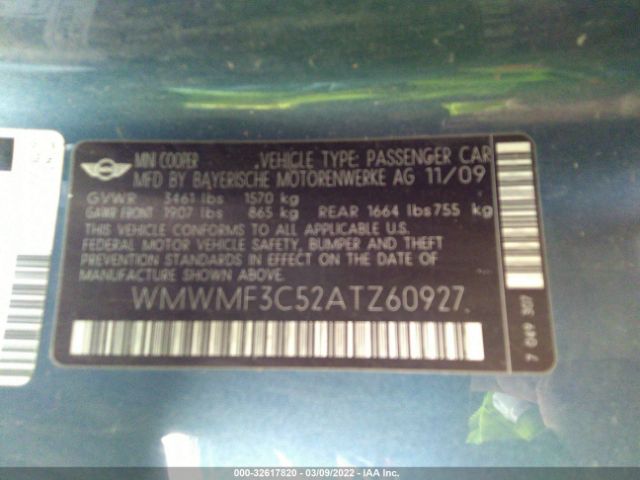 MINI COOPER VEHICLE TYPE: PASSENGER CAR
MFD BY BAYERISCHE MOTORENWERKE AG 11/09
GVWR 3461 lbs 1570 kg
GAWR FRONT 1907 lbs 865 kg REAR 1664 lbs 755 kg
THIS VEHICLE CONFORMS TO ALL APPLICABLE U.S.
FEDERAL MOTOR VEHICLE SAFETY, BUMPER AND THEFT
PREVENTION STANDARDS IN EFFECT ON THE DATE OF
MANUFACTURE SHOWN ABOVE.
WMWMF3C52ATZ60927
7 049 307
000-32617820 - 03/09/2022 - IAA Inc.